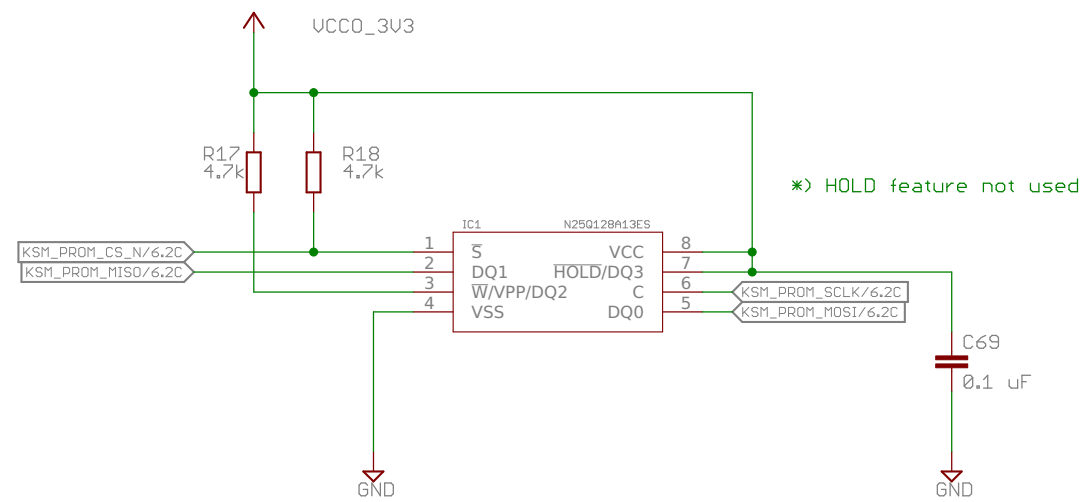 VCCO_3V3
R17
4.7k
R18
4.7k
*) HOLD feature not used
IC1
N25Q128A13ES
KSM_PROM_CS_N/6.2C
1
S
VCC
8
KSM_PROM_MISO/6.2C
2
DQ1
HOLD/DQ3
7
3
W/VPP/DQ2
C
6
KSM_PROM_SCLK/6.2C
4
VSS
DQ0
5
KSM_PROM_MOSI/6.2C
C69
0.1 uF
GND
GND